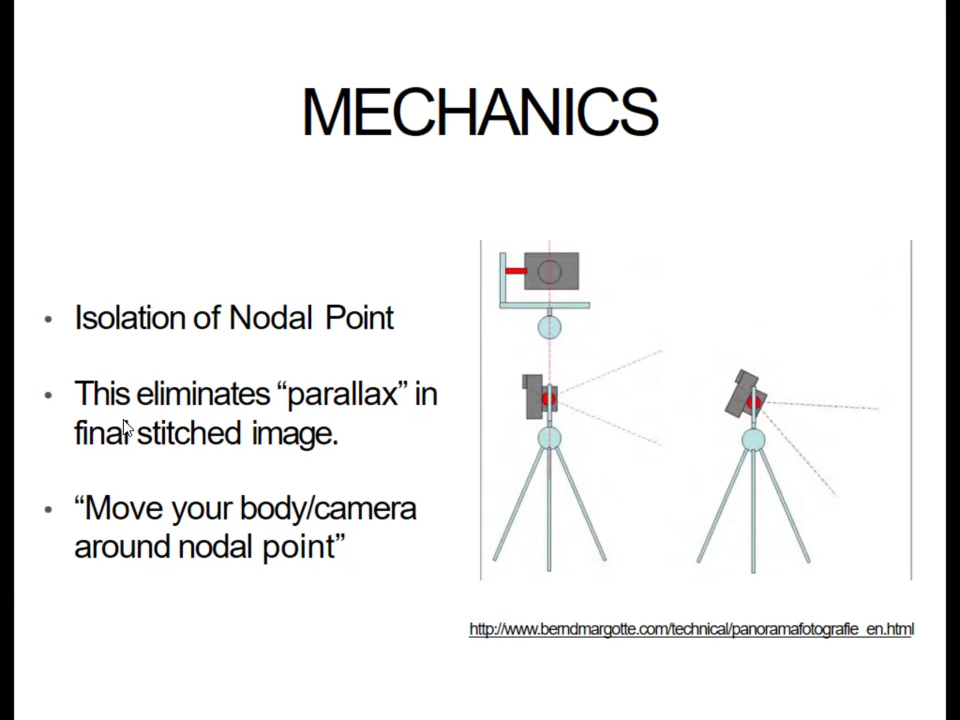 MECHANICS
Isolation of Nodal Point
This eliminates “parallax” in
final stitched image.
“Move your body/camera
around nodal point”
http://www.berndmargotte.com/technical/panoramafotografie_en.html